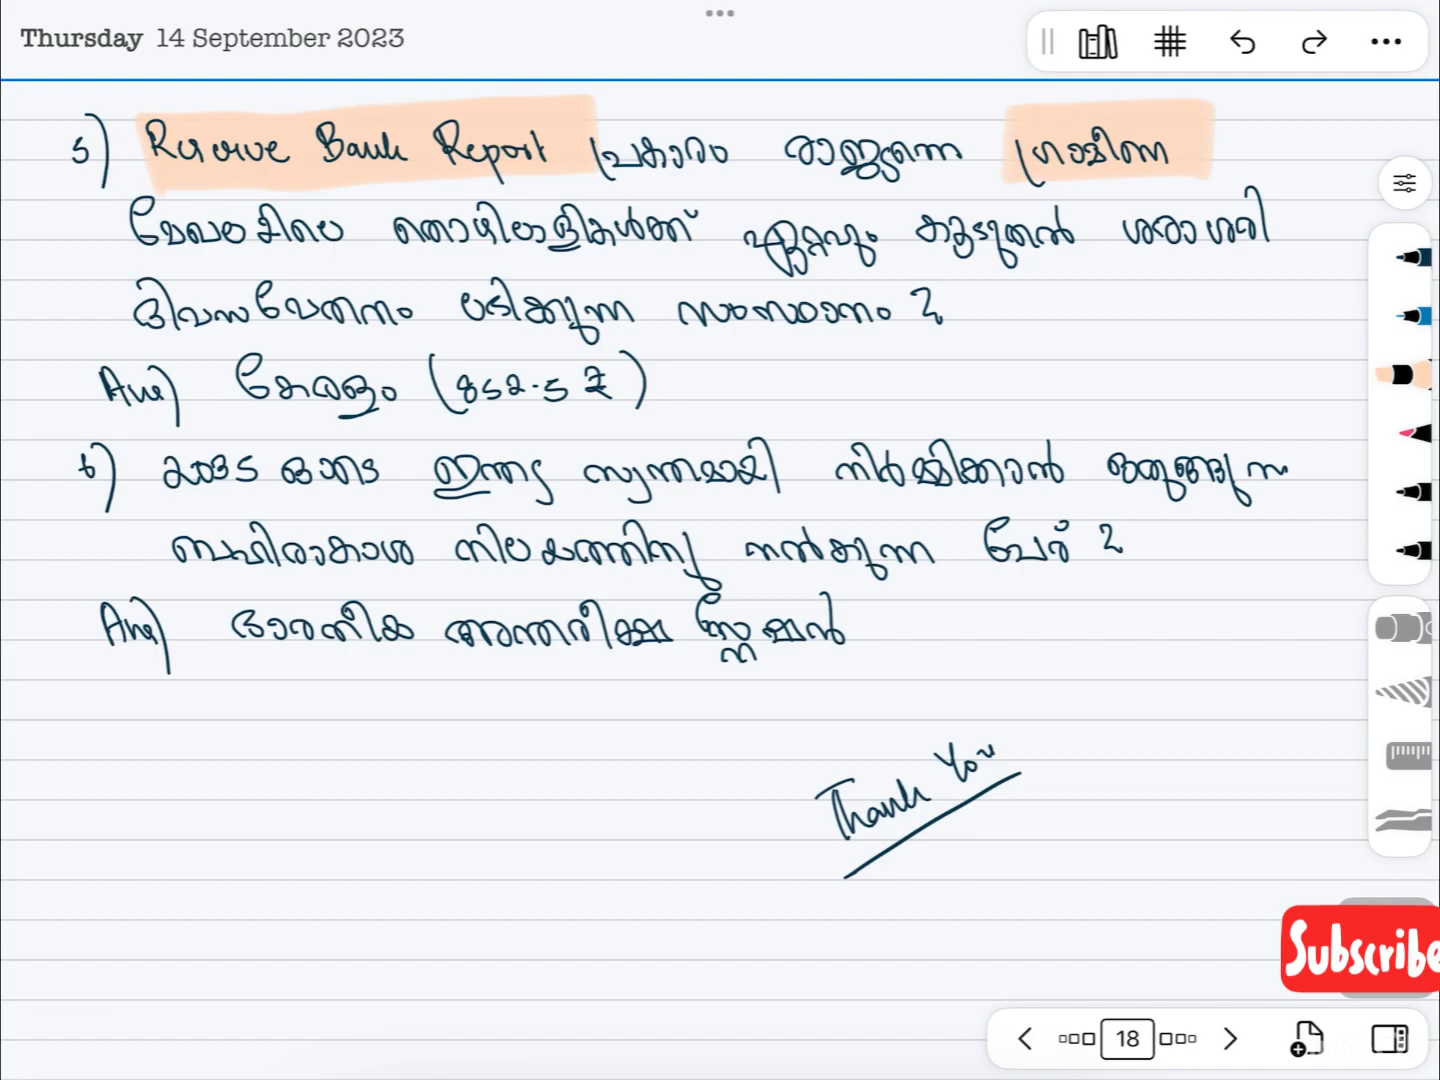 Thursday 14 September 2023
5) Reserve Bank Report പ്രകാരം രാജ്യത്തെ ഗ്രാമീണ
മേഖലയിലെ തൊഴിലാളികൾക്ക് ഏറ്റവും കൂടുതൽ ശരാശരി
ദിവസവേതനം ലഭിക്കുന്ന സംസ്ഥാനം ?
Ans) കേരളം (852.5 ₹)
6) 2035 ഓടെ ഇന്ത്യ സ്വന്തമായി നിർമ്മിക്കാൻ ഒരുങ്ങുന്ന
ബഹിരാകാശ നിലയത്തിനു നൽകുന്ന പേര് ?
Ans) ഭാരതീയ അന്തരീക്ഷ സ്റ്റേഷൻ
Thank You
Subscribe
18